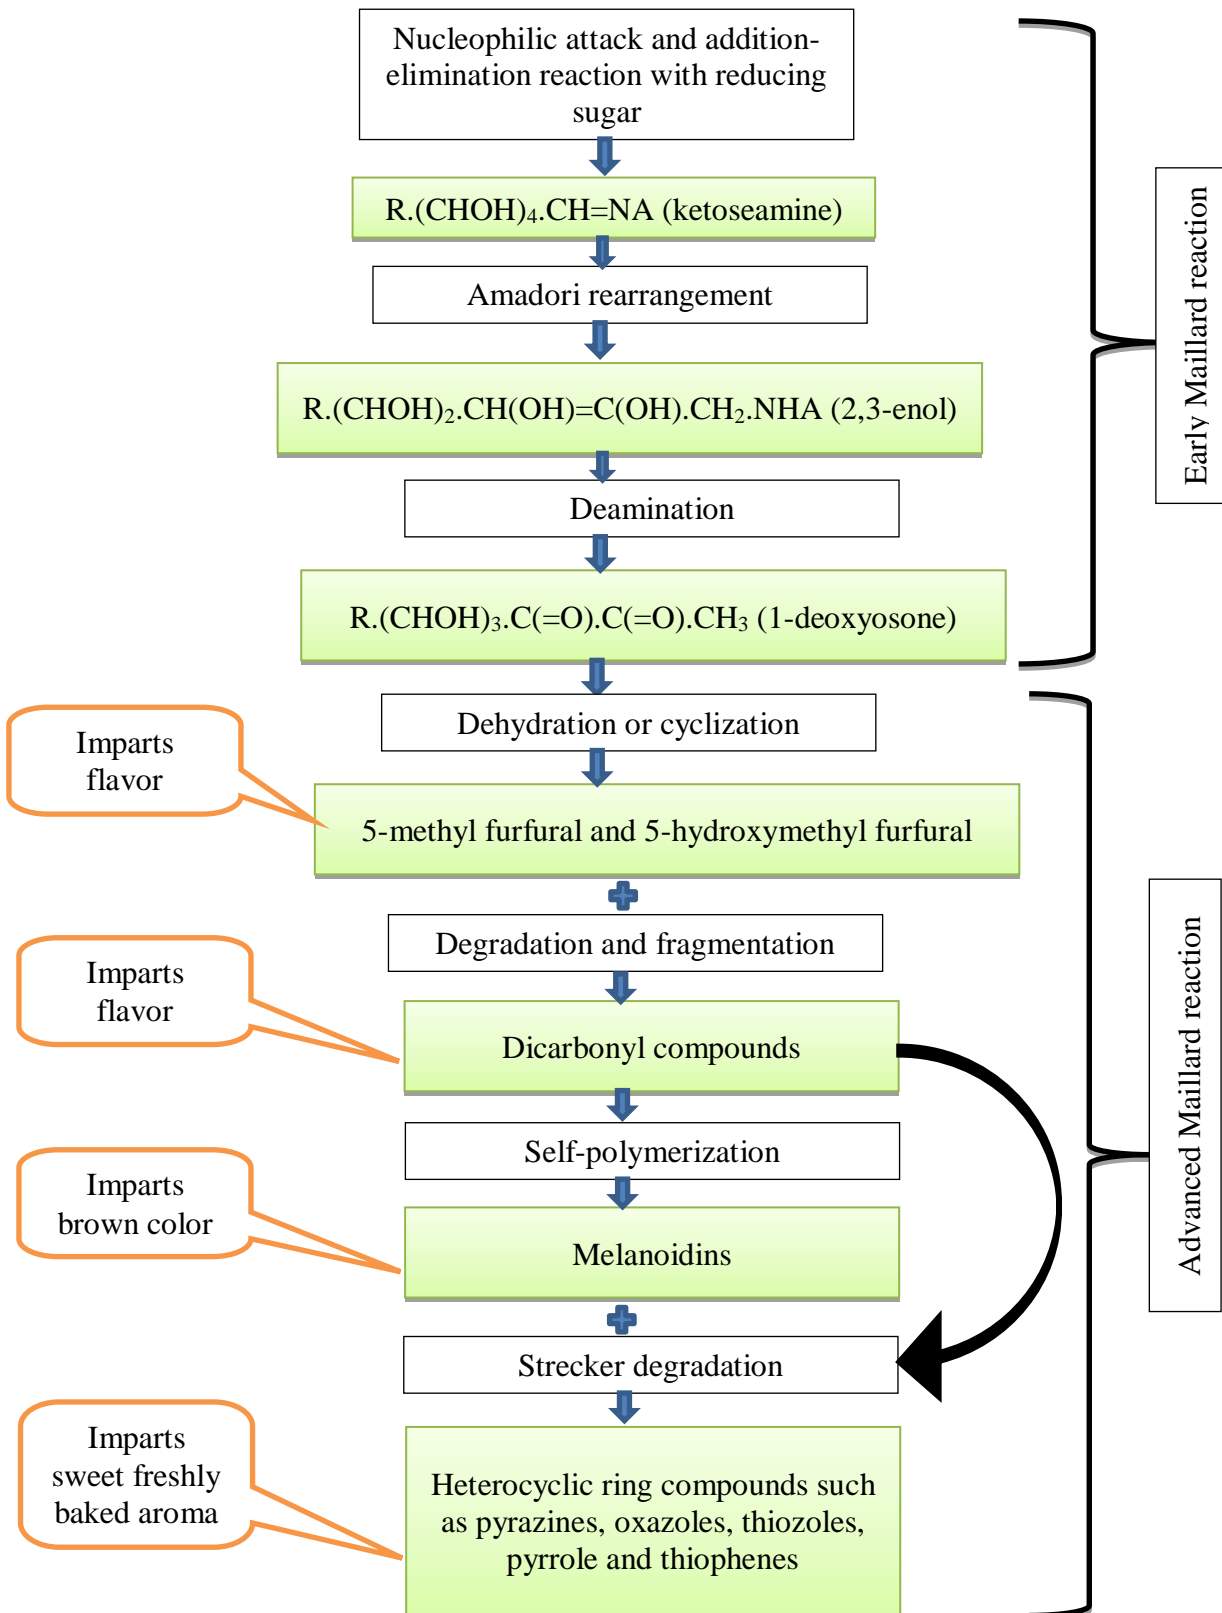 Nucleophilic attack and addition-
elimination reaction with reducing
sugar
R.(CHOH)₄.CH=NA (ketoseamine)
Amadori rearrangement
R.(CHOH)₂.CH(OH)=C(OH).CH₂.NHA (2,3-enol)
Deamination
R.(CHOH)₃.C(=O).C(=O).CH₃ (1-deoxyosone)
Early Maillard reaction
Dehydration or cyclization
Imparts
flavor
5-methyl furfural and 5-hydroxymethyl furfural
Degradation and fragmentation
Imparts
flavor
Dicarbonyl compounds
Self-polymerization
Imparts
brown color
Melanoidins
Strecker degradation
Imparts
sweet freshly
baked aroma
Heterocyclic ring compounds such
as pyrazines, oxazoles, thiozoles,
pyrrole and thiophenes
Advanced Maillard reaction